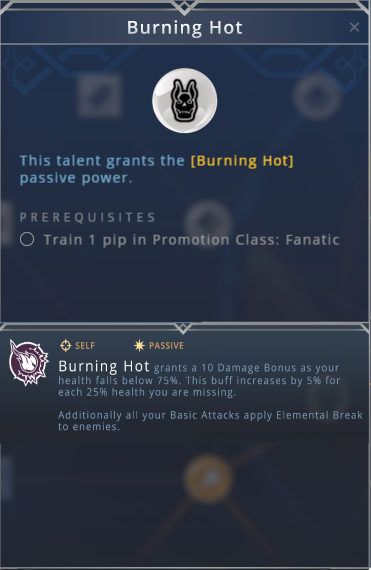 Burning Hot
This talent grants the [Burning Hot]
passive power.
PREREQUISITES
Train 1 pip in Promotion Class: Fanatic
SELF PASSIVE
Burning Hot grants a 10 Damage Bonus as your
health falls below 75%. This buff increases by 5% for
each 25% health you are missing.
Additionally all your Basic Attacks apply Elemental Break
to enemies.